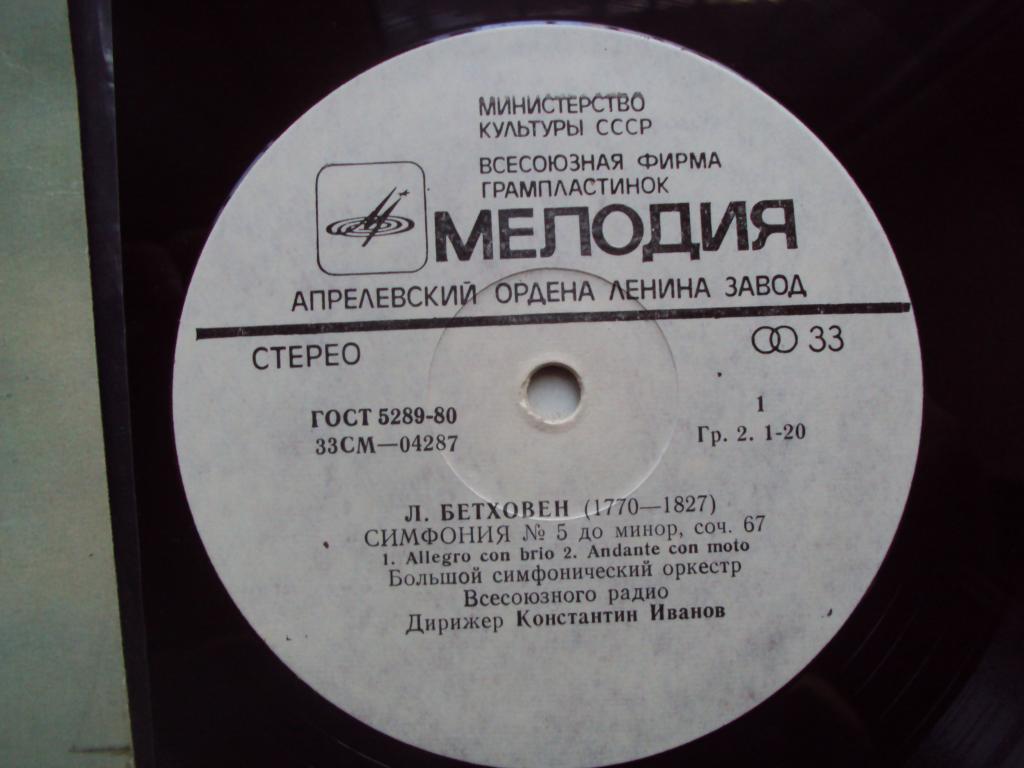 МИНИСТЕРСТВО
КУЛЬТУРЫ СССР
ВСЕСОЮЗНАЯ ФИРМА
ГРАМПЛАСТИНОК
МЕЛОДИЯ
АПРЕЛЕВСКИЙ ОРДЕНА ЛЕНИНА ЗАВОД
СТЕРЕО
33
ГОСТ 5289-80
33СМ—04287
1
Гр. 2. 1-20
Л. БЕТХОВЕН (1770—1827)
СИМФОНИЯ № 5 до минор, соч. 67
1. Allegro con brio 2. Andante con moto
Большой симфонический оркестр
Всесоюзного радио
Дирижер Константин Иванов